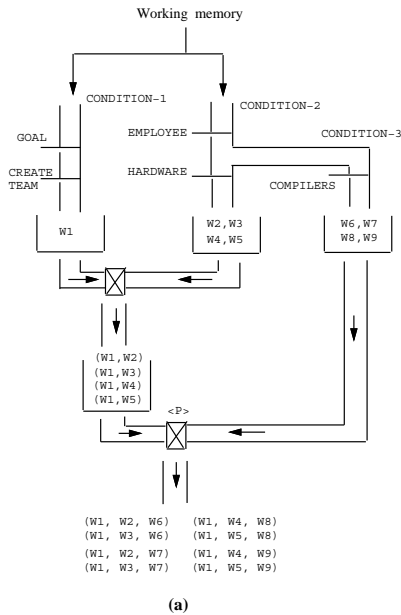 Working memory
CONDITION-1
CONDITION-2
GOAL
EMPLOYEE
CONDITION-3
CREATE
TEAM
HARDWARE
COMPILERS
W1
W2,W3
W4,W5
W6,W7
W8,W9
(W1,W2)
(W1,W3)
(W1,W4)
(W1,W5)
<P>
(W1, W2, W6) (W1, W4, W8)
(W1, W3, W6) (W1, W5, W8)
(W1, W2, W7) (W1, W4, W9)
(W1, W3, W7) (W1, W5, W9)
(a)